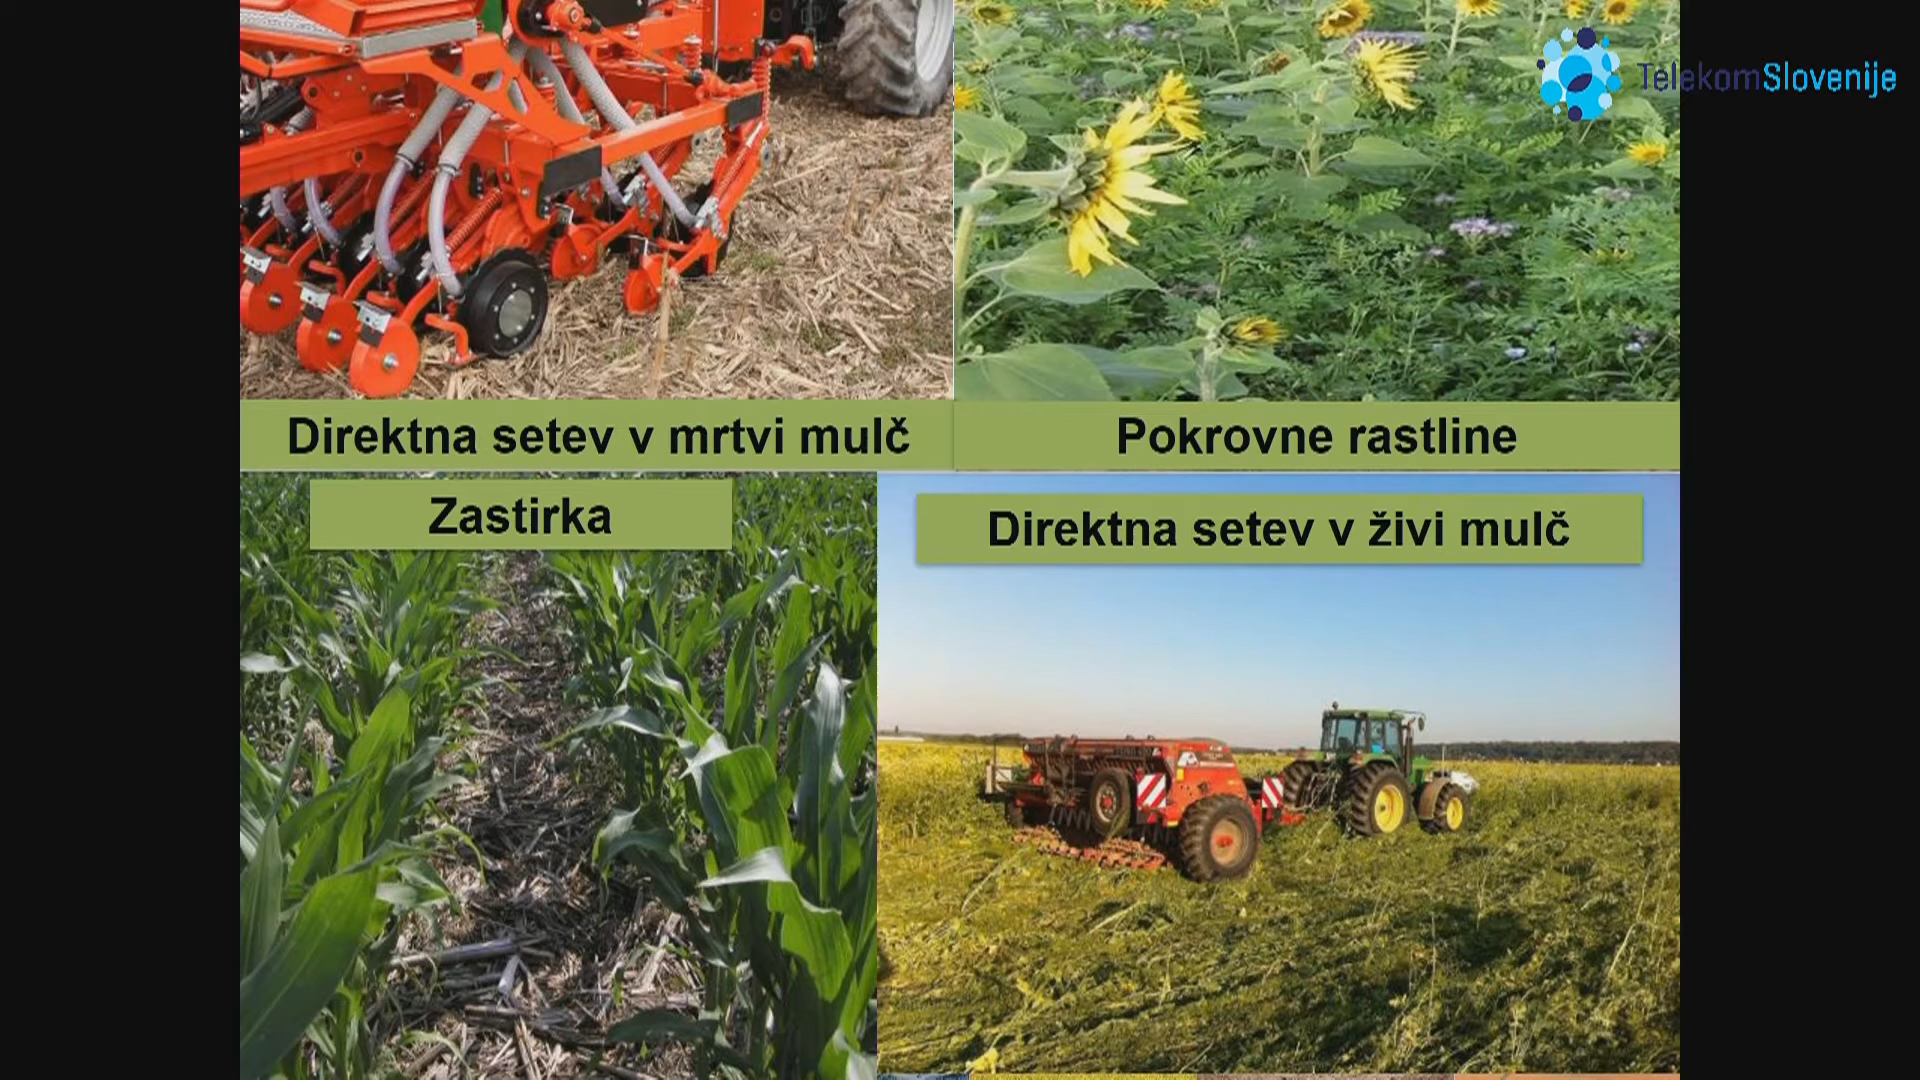 TelekomSlovenije
Direktna setev v mrtvi mulč
Pokrovne rastline
Zastirka
Direktna setev v živi mulč